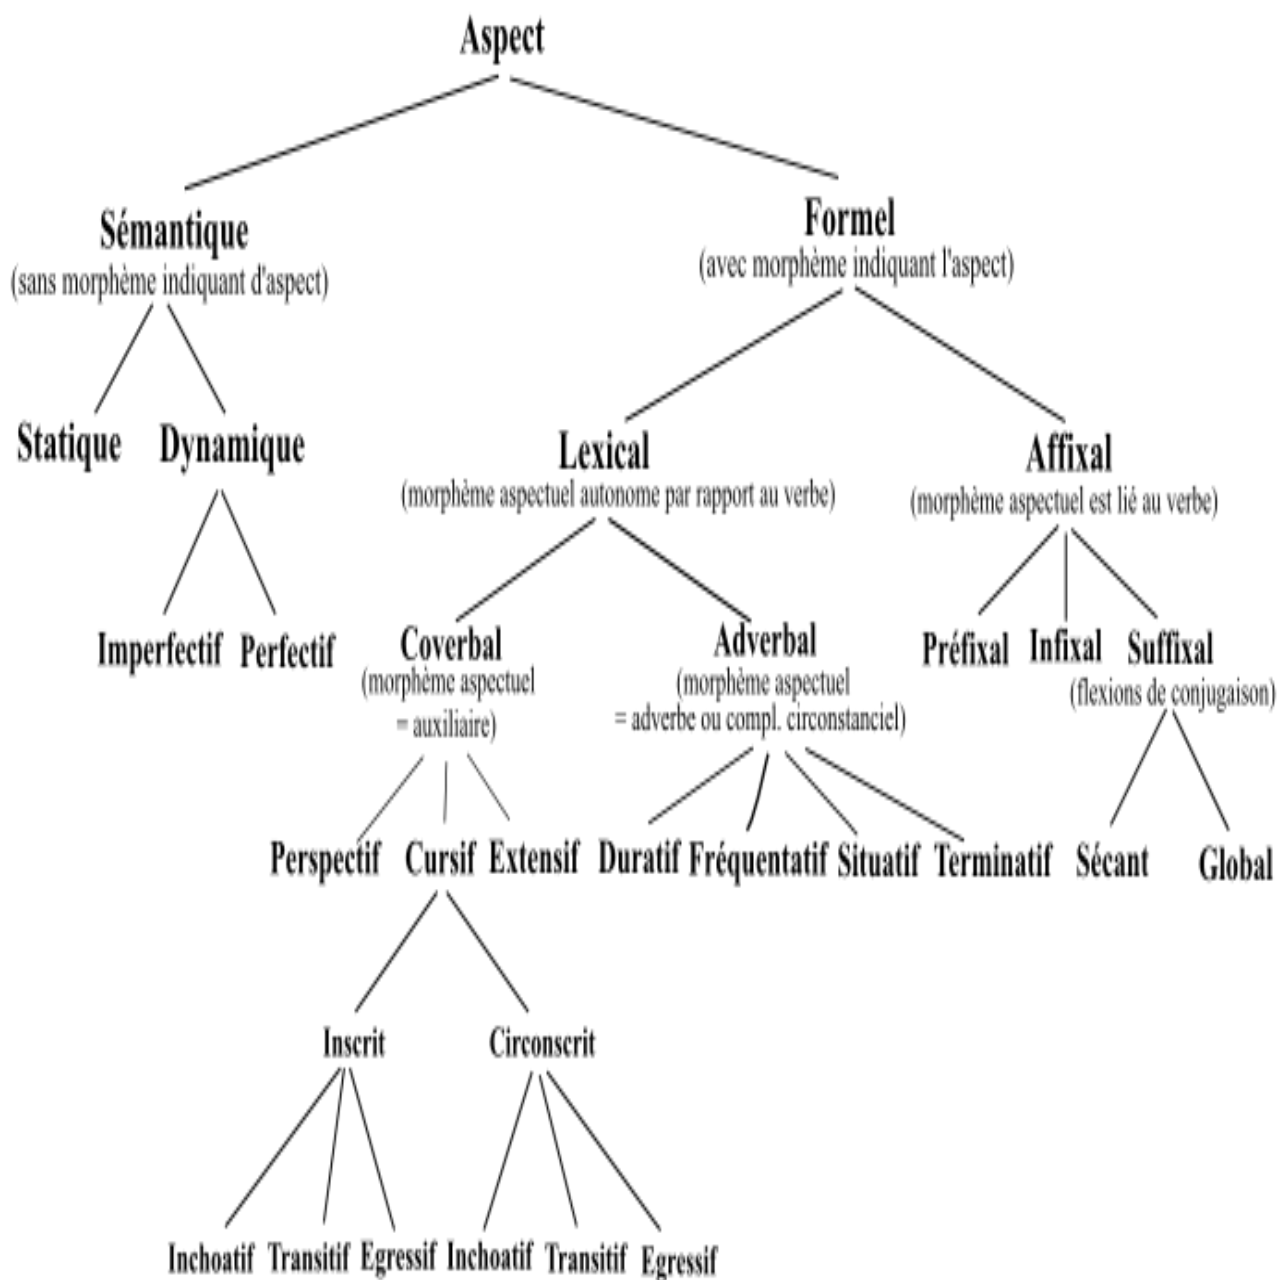 Aspect
Sémantique
(sans morphème indiquant d'aspect)
Formel
(avec morphème indiquant l'aspect)
Statique
Dynamique
Lexical
(morphème aspectuel autonome par rapport au verbe)
Affixal
(morphème aspectuel est lié au verbe)
Imperfectif
Perfectif
Coverbal
(morphème aspectuel
= auxiliaire)
Adverbal
(morphème aspectuel
= adverbe ou compl. circonstanciel)
Préfixal
Infixal
Suffixal
(flexions de conjugaison)
Perspectif
Cursif
Extensif
Duratif
Fréquentatif
Situatif
Terminatif
Sécant
Global
Inscrit
Circonscrit
Inchoatif
Transitif
Egressif
Inchoatif
Transitif
Egressif